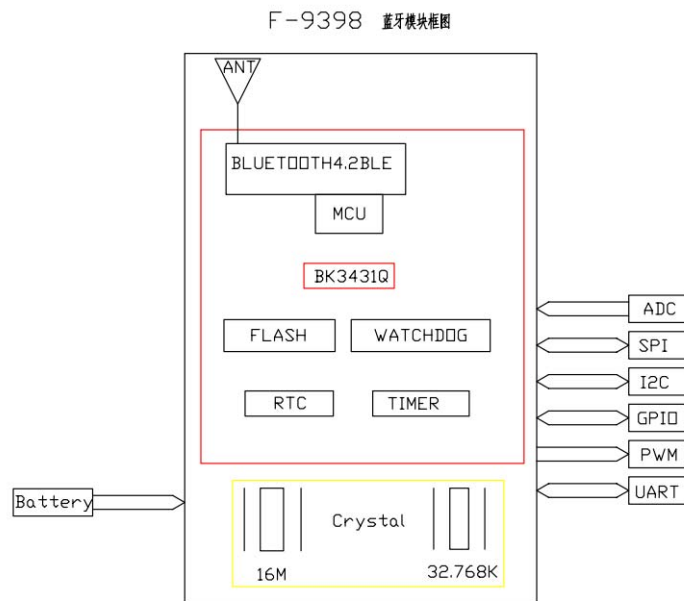 F-9398 蓝牙模块框图
ANT
BLUETOOTH4.2BLE
MCU
BK3431Q
FLASH
WATCHDOG
RTC
TIMER
ADC
SPI
I2C
GPIO
PWM
UART
Battery
Crystal
16M
32.768K